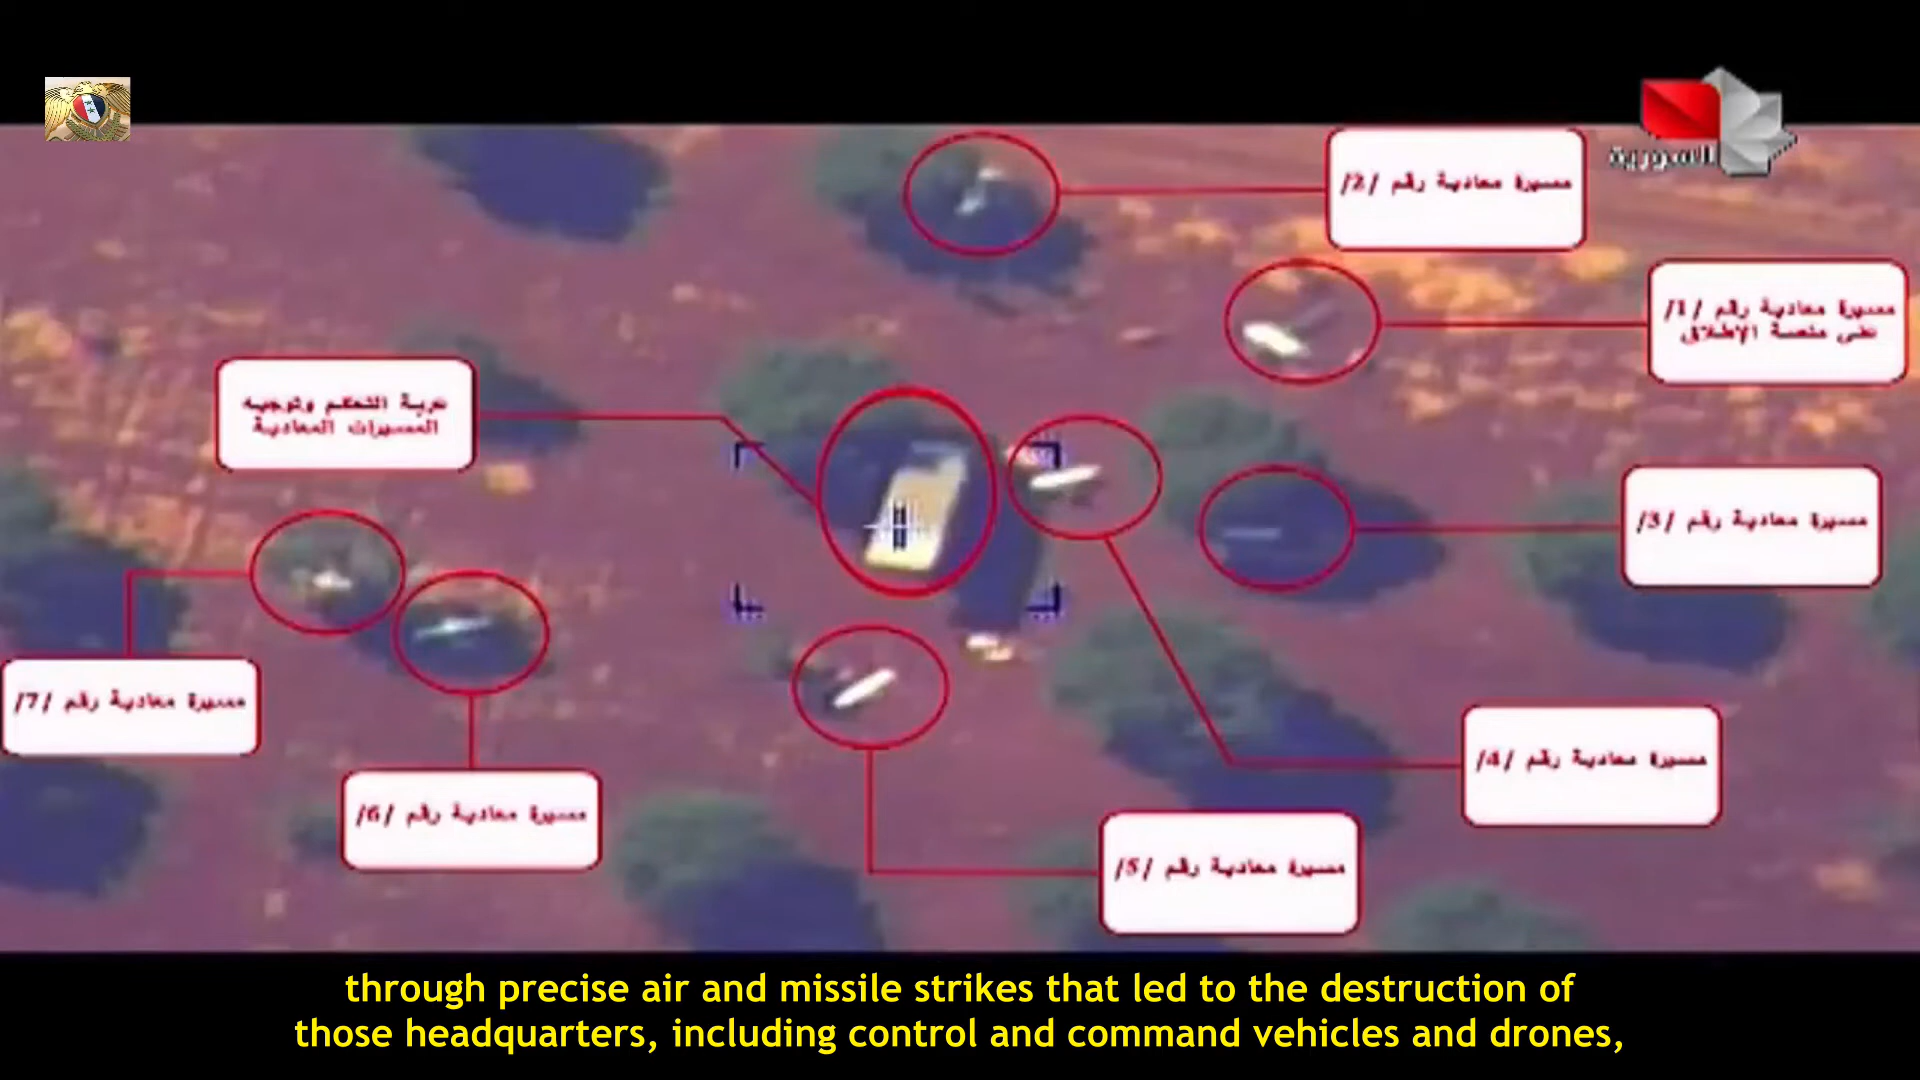 السورية
مسيرة معادية رقم /2/
مسيرة معادية رقم /1/
على منصة الإطلاق
عربة التحكم وتوجيه
المسيرات المعادية
مسيرة معادية رقم /3/
مسيرة معادية رقم /7/
مسيرة معادية رقم /4/
مسيرة معادية رقم /6/
مسيرة معادية رقم /5/
through precise air and missile strikes that led to the destruction of
those headquarters, including control and command vehicles and drones,